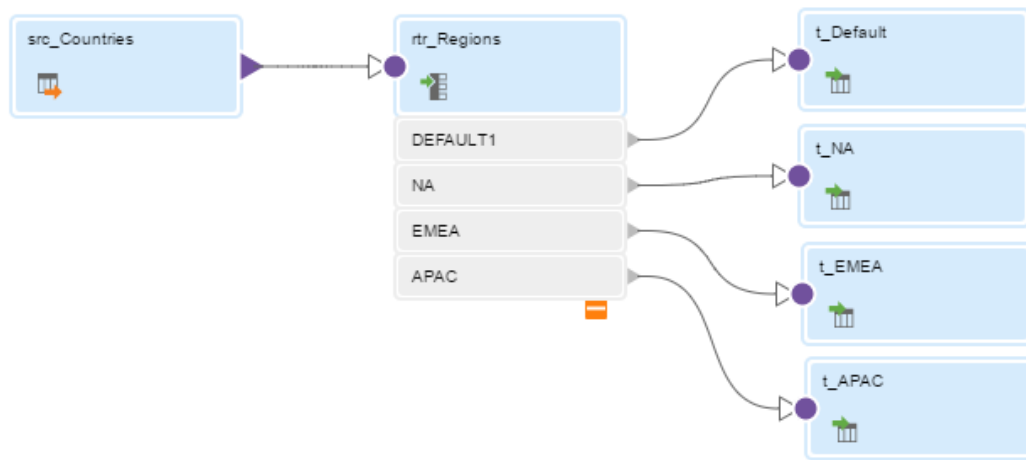 src_Countries
rtr_Regions
DEFAULT1
NA
EMEA
APAC
t_Default
t_NA
t_EMEA
t_APAC